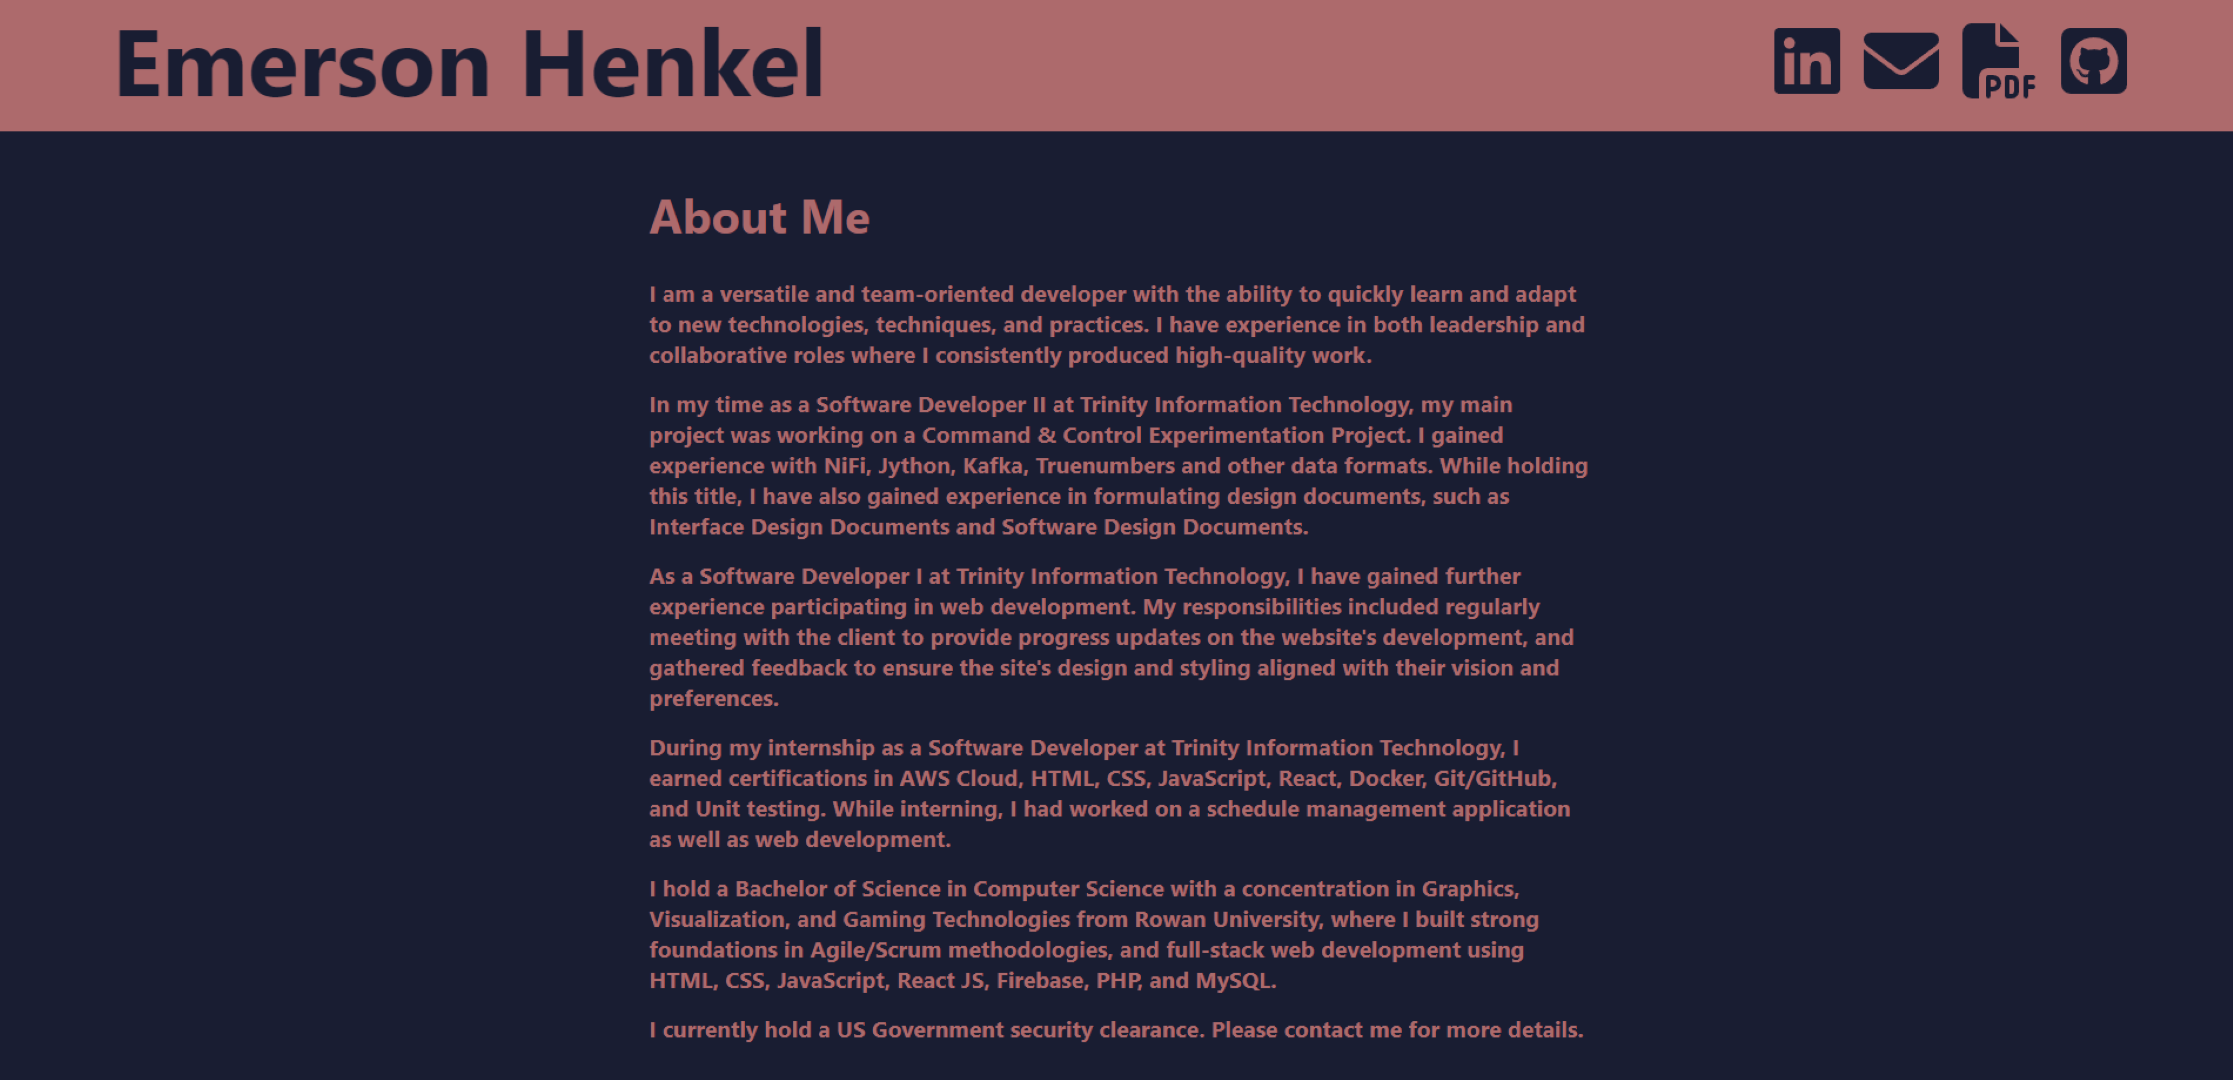 Emerson Henkel
in
PDF
About Me
I am a versatile and team-oriented developer with the ability to quickly learn and adapt
to new technologies, techniques, and practices. I have experience in both leadership and
collaborative roles where I consistently produced high-quality work.
In my time as a Software Developer II at Trinity Information Technology, my main
project was working on a Command & Control Experimentation Project. I gained
experience with NiFi, Jython, Kafka, Truenumbers and other data formats. While holding
this title, I have also gained experience in formulating design documents, such as
Interface Design Documents and Software Design Documents.
As a Software Developer I at Trinity Information Technology, I have gained further
experience participating in web development. My responsibilities included regularly
meeting with the client to provide progress updates on the website's development, and
gathered feedback to ensure the site's design and styling aligned with their vision and
preferences.
During my internship as a Software Developer at Trinity Information Technology, I
earned certifications in AWS Cloud, HTML, CSS, JavaScript, React, Docker, Git/GitHub,
and Unit testing. While interning, I had worked on a schedule management application
as well as web development.
I hold a Bachelor of Science in Computer Science with a concentration in Graphics,
Visualization, and Gaming Technologies from Rowan University, where I built strong
foundations in Agile/Scrum methodologies, and full-stack web development using
HTML, CSS, JavaScript, React JS, Firebase, PHP, and MySQL.
I currently hold a US Government security clearance. Please contact me for more details.